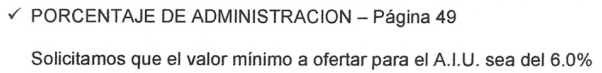 ✓ PORCENTAJE DE ADMINISTRACION – Página 49
Solicitamos que el valor mínimo a ofertar para el A.I.U. sea del 6.0%